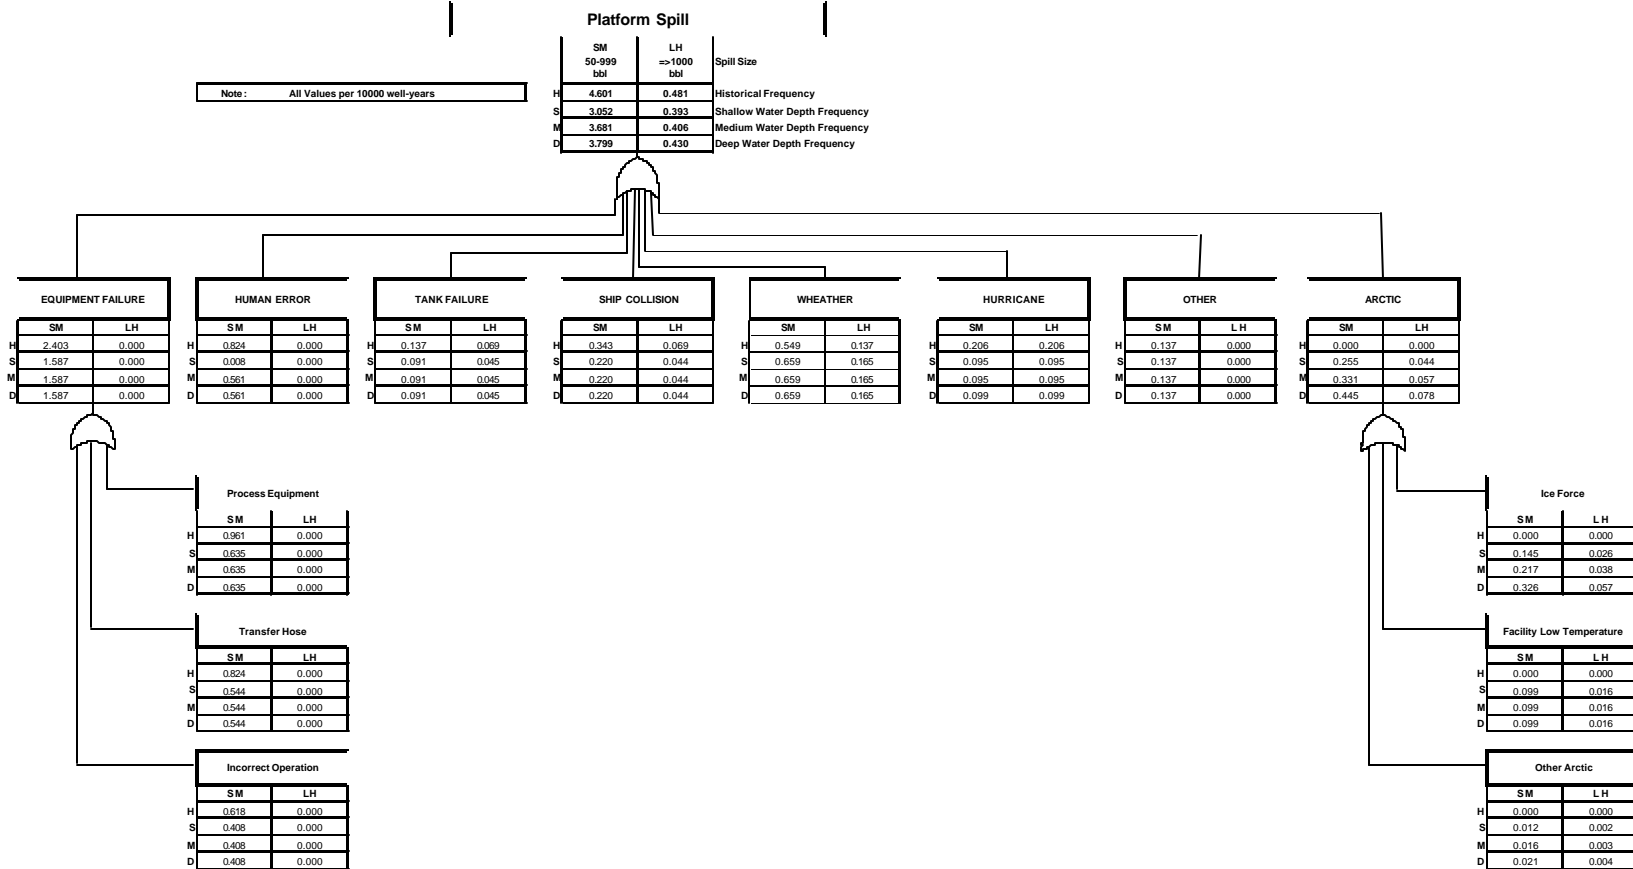 Platform Spill
SM LH
50-999 =>1000 Spill Size
bbl bbl
Note: All Values per 10000 well-years
H 4.601 0.481 Historical Frequency
S 3.052 0.393 Shallow Water Depth Frequency
M 3.681 0.406 Medium Water Depth Frequency
D 3.799 0.430 Deep Water Depth Frequency
EQUIPMENT FAILURE HUMAN ERROR TANK FAILURE SHIP COLLISION WHEATHER HURRICANE OTHER ARCTIC
SM LH SM LH SM LH SM LH SM LH SM LH SM LH SM LH
H 2.403 0.000 H 0.824 0.000 H 0.137 0.069 H 0.343 0.069 H 0.549 0.137 H 0.206 0.206 H 0.137 0.000 H 0.000 0.000
S 1.587 0.000 S 0.008 0.000 S 0.091 0.045 S 0.220 0.044 S 0.659 0.165 S 0.095 0.095 S 0.137 0.000 S 0.255 0.044
M 1.587 0.000 M 0.561 0.000 M 0.091 0.045 M 0.220 0.044 M 0.659 0.165 M 0.095 0.095 M 0.137 0.000 M 0.331 0.057
D 1.587 0.000 D 0.561 0.000 D 0.091 0.045 D 0.220 0.044 D 0.659 0.165 D 0.099 0.099 D 0.137 0.000 D 0.445 0.078
Process Equipment
SM LH
H 0.961 0.000
S 0.635 0.000
M 0.635 0.000
D 0.635 0.000
Ice Force
SM LH
H 0.000 0.000
S 0.145 0.026
M 0.217 0.038
D 0.326 0.057
Transfer Hose
SM LH
H 0.824 0.000
S 0.544 0.000
M 0.544 0.000
D 0.544 0.000
Facility Low Temperature
SM LH
H 0.000 0.000
S 0.099 0.016
M 0.099 0.016
D 0.099 0.016
Incorrect Operation
SM LH
H 0.618 0.000
S 0.408 0.000
M 0.408 0.000
D 0.408 0.000
Other Arctic
SM LH
H 0.000 0.000
S 0.012 0.002
M 0.016 0.003
D 0.021 0.004